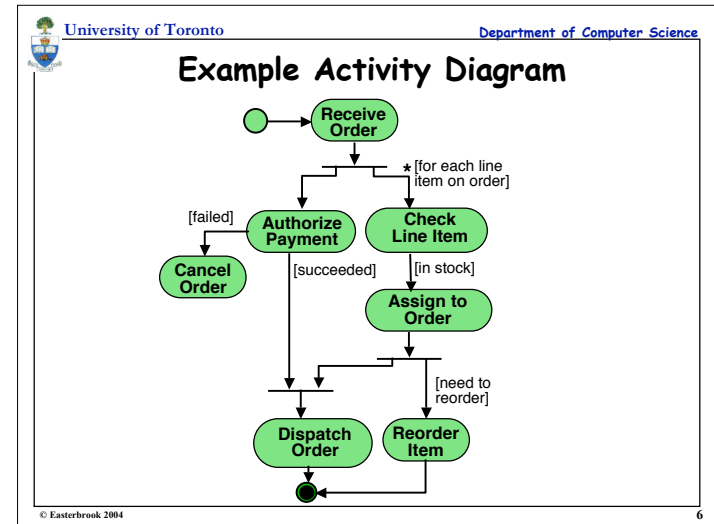 University of Toronto
Department of Computer Science
Example Activity Diagram
Receive
Order
* [for each line
item on order]
[failed]
Authorize
Payment
Check
Line Item
Cancel
Order
[succeeded]
[in stock]
Assign to
Order
[need to
reorder]
Dispatch
Order
Reorder
Item
© Easterbrook 2004
6